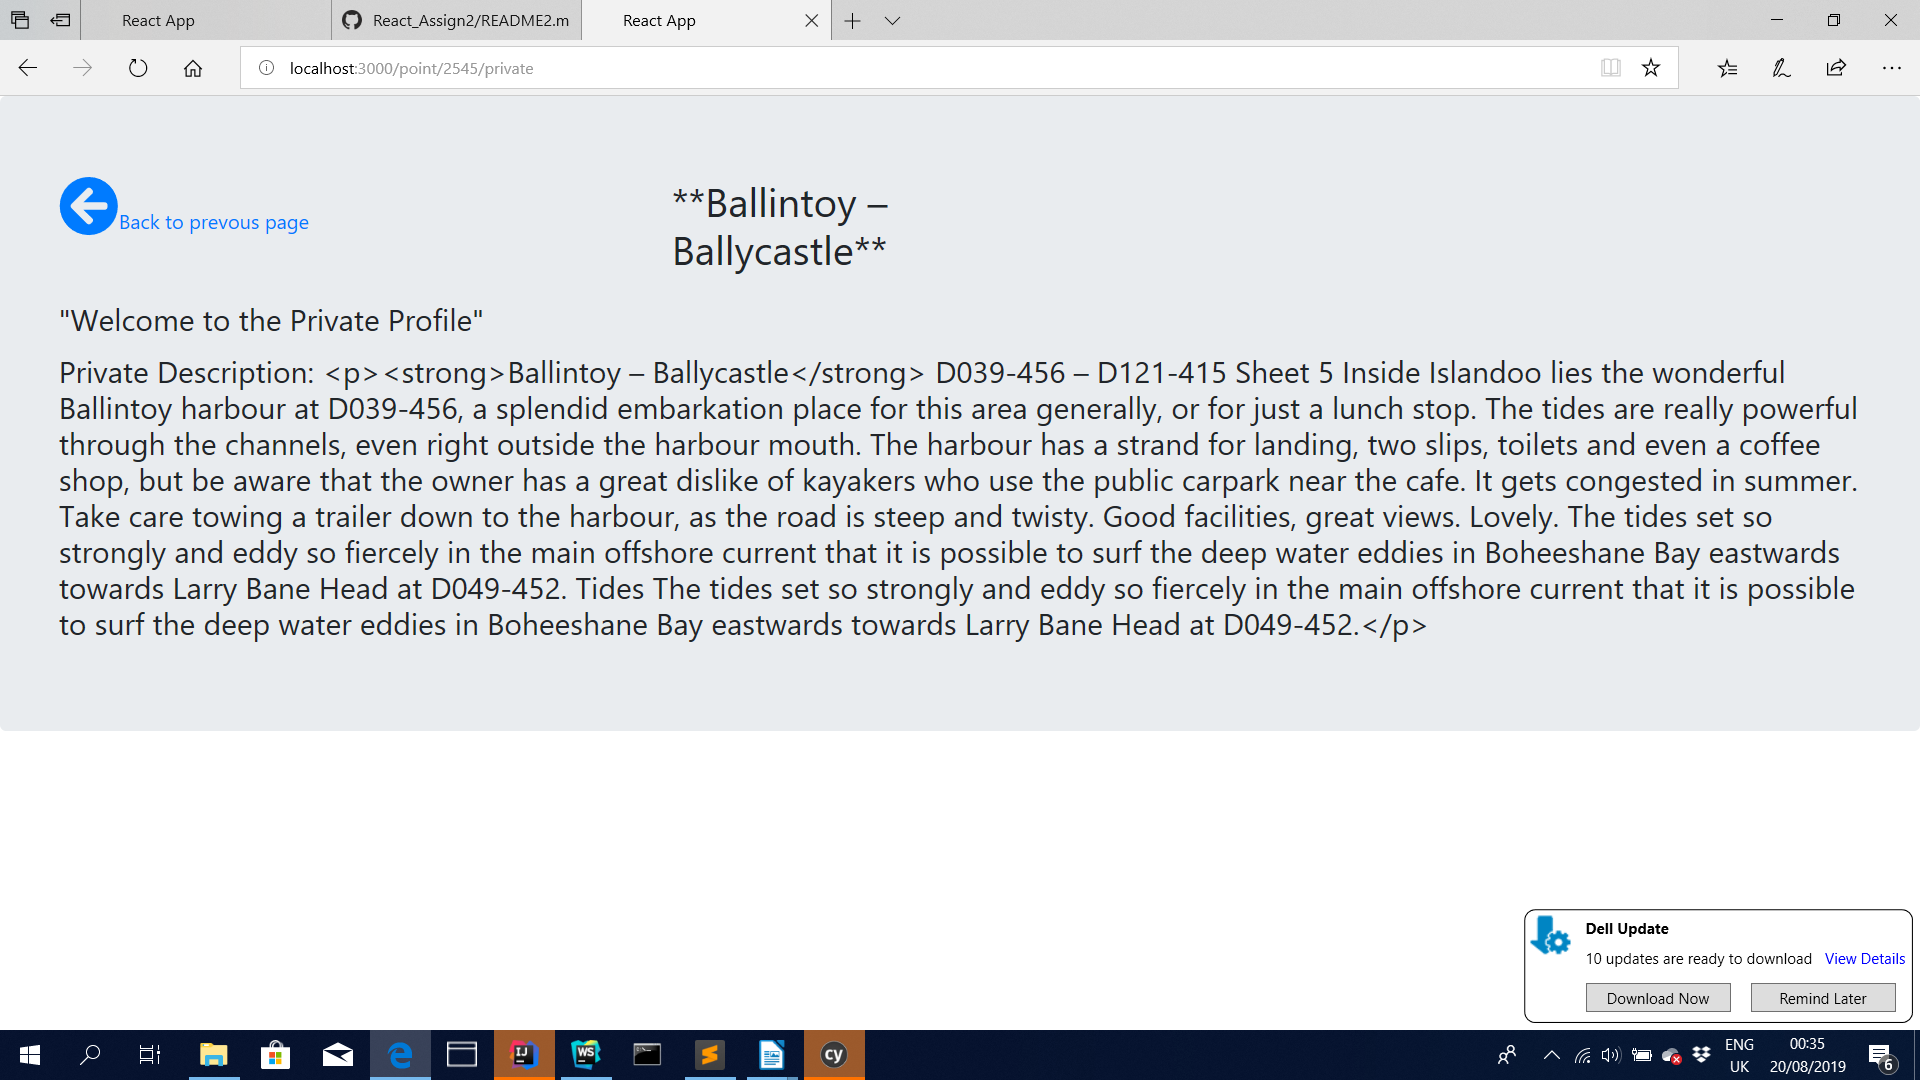 React App
React_Assign2/README2.m
React App
localhost:3000/point/2545/private
Back to prevous page
**Ballintoy –
Ballycastle**
"Welcome to the Private Profile"
Private Description: <p><strong>Ballintoy – Ballycastle</strong> D039-456 – D121-415 Sheet 5 Inside Islandoo lies the wonderful
Ballintoy harbour at D039-456, a splendid embarkation place for this area generally, or for just a lunch stop. The tides are really powerful
through the channels, even right outside the harbour mouth. The harbour has a strand for landing, two slips, toilets and even a coffee
shop, but be aware that the owner has a great dislike of kayakers who use the public carpark near the cafe. It gets congested in summer.
Take care towing a trailer down to the harbour, as the road is steep and twisty. Good facilities, great views. Lovely. The tides set so
strongly and eddy so fiercely in the main offshore current that it is possible to surf the deep water eddies in Boheeshane Bay eastwards
towards Larry Bane Head at D049-452. Tides The tides set so strongly and eddy so fiercely in the main offshore current that it is possible
to surf the deep water eddies in Boheeshane Bay eastwards towards Larry Bane Head at D049-452.</p>
Dell Update
10 updates are ready to download View Details
Download Now Remind Later
IJ
WS
cy
ENG
UK
00:35
20/08/2019
6